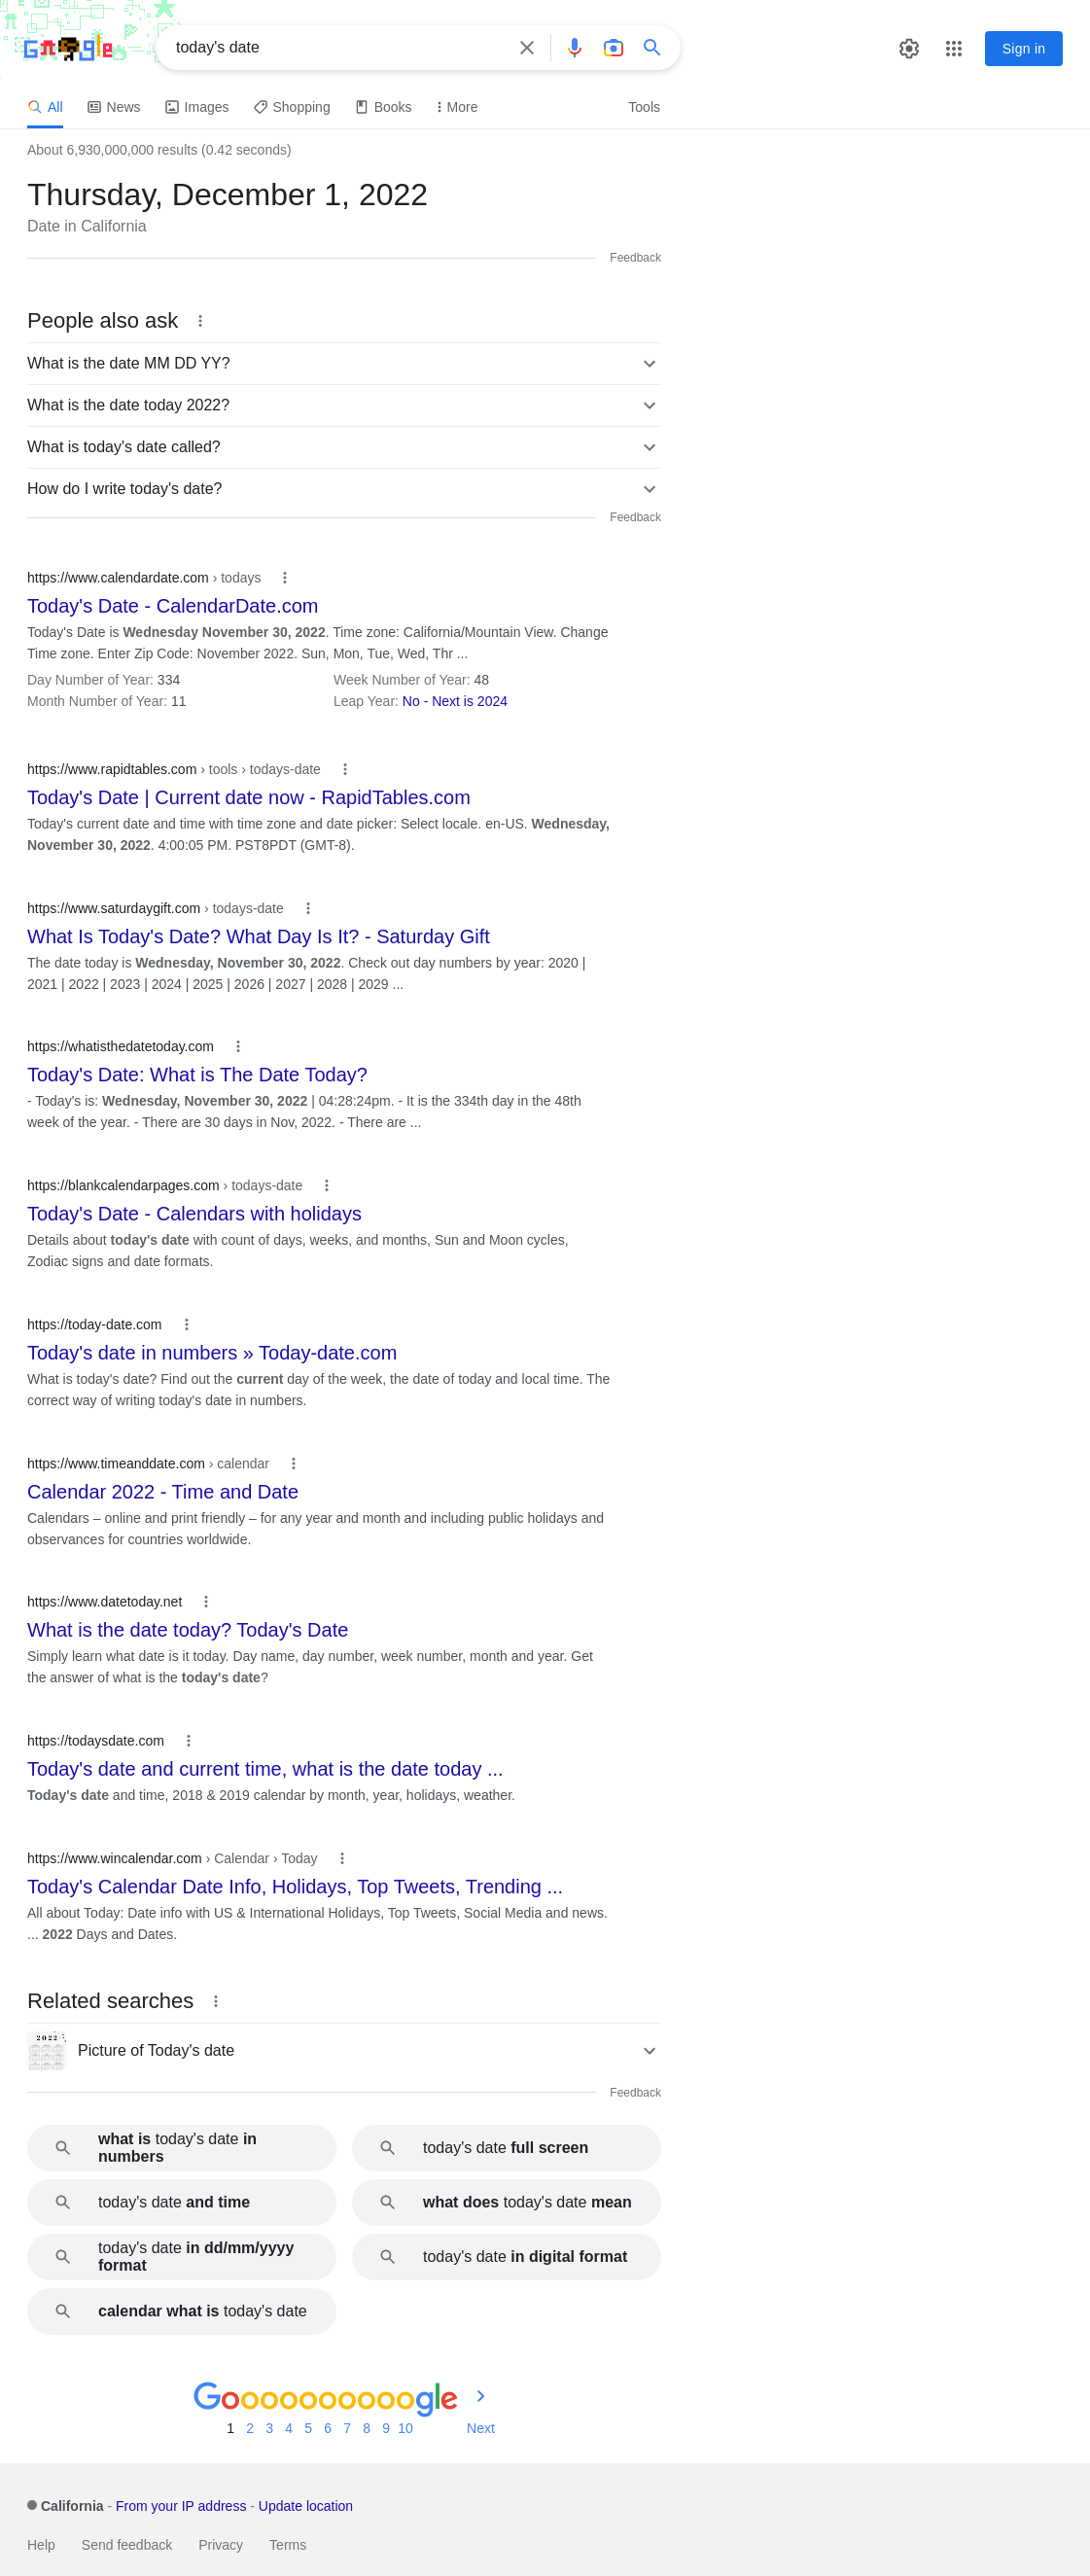 Google
today's date
Sign in
All News Images Shopping Books More Tools
About 6,930,000,000 results (0.42 seconds)
Thursday, December 1, 2022
Date in California
Feedback
People also ask
What is the date MM DD YY?
What is the date today 2022?
What is today's date called?
How do I write today's date?
Feedback
https://www.calendardate.com › todays
Today's Date - CalendarDate.com
Today's Date is Wednesday November 30, 2022. Time zone: California/Mountain View. Change
Time zone. Enter Zip Code: November 2022. Sun, Mon, Tue, Wed, Thr ...
Day Number of Year: 334 Week Number of Year: 48
Month Number of Year: 11 Leap Year: No - Next is 2024
https://www.rapidtables.com › tools › todays-date
Today's Date | Current date now - RapidTables.com
Today's current date and time with time zone and date picker: Select locale. en-US. Wednesday,
November 30, 2022. 4:00:05 PM. PST8PDT (GMT-8).
https://www.saturdaygift.com › todays-date
What Is Today's Date? What Day Is It? - Saturday Gift
The date today is Wednesday, November 30, 2022. Check out day numbers by year: 2020 |
2021 | 2022 | 2023 | 2024 | 2025 | 2026 | 2027 | 2028 | 2029 ...
https://whatisthedatetoday.com
Today's Date: What is The Date Today?
- Today's is: Wednesday, November 30, 2022 | 04:28:24pm. - It is the 334th day in the 48th
week of the year. - There are 30 days in Nov, 2022. - There are ...
https://blankcalendarpages.com › todays-date
Today's Date - Calendars with holidays
Details about today's date with count of days, weeks, and months, Sun and Moon cycles,
Zodiac signs and date formats.
https://today-date.com
Today's date in numbers » Today-date.com
What is today's date? Find out the current day of the week, the date of today and local time. The
correct way of writing today's date in numbers.
https://www.timeanddate.com › calendar
Calendar 2022 - Time and Date
Calendars – online and print friendly – for any year and month and including public holidays and
observances for countries worldwide.
https://www.datetoday.net
What is the date today? Today's Date
Simply learn what date is it today. Day name, day number, week number, month and year. Get
the answer of what is the today's date?
https://todaysdate.com
Today's date and current time, what is the date today ...
Today's date and time, 2018 & 2019 calendar by month, year, holidays, weather.
https://www.wincalendar.com › Calendar › Today
Today's Calendar Date Info, Holidays, Top Tweets, Trending ...
All about Today: Date info with US & International Holidays, Top Tweets, Social Media and news.
... 2022 Days and Dates.
Related searches
2022
Picture of Today's date
Feedback
what is today's date in
numbers
today's date full screen
today's date and time
what does today's date mean
today's date in dd/mm/yyyy
format
today's date in digital format
calendar what is today's date
Goooooooooogle
1 2 3 4 5 6 7 8 9 10 Next
California - From your IP address - Update location
Help Send feedback Privacy Terms